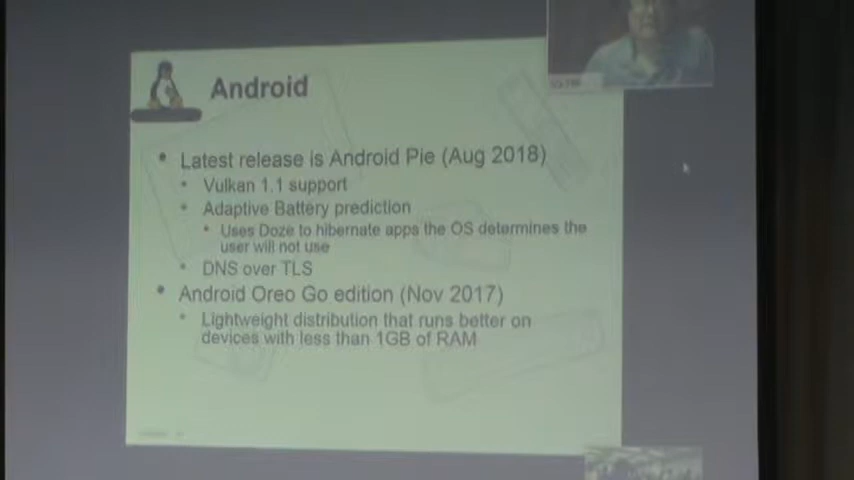 Android
• Latest release is Android Pie (Aug 2018)
• Vulkan 1.1 support
• Adaptive Battery prediction
• Uses Doze to hibernate apps the OS determines the
user will not use
• DNS over TLS
• Android Oreo Go edition (Nov 2017)
• Lightweight distribution that runs better on
devices with less than 1GB of RAM